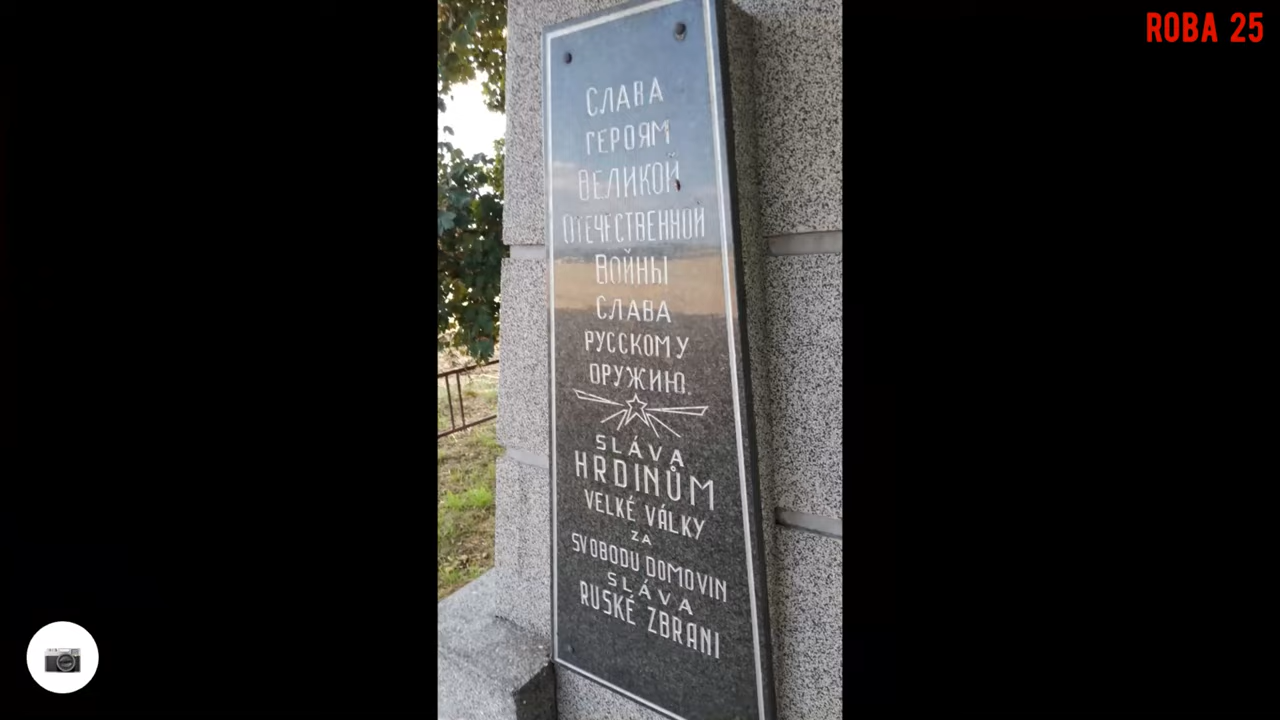 ROBA 25
СЛАВА
ГЕРОЯМ
ВЕЛИКОЙ
ОТЕЧЕСТВЕННОЙ
ВОЙНЫ
СЛАВА
РУССКОМУ
ОРУЖИЮ.
SLÁVA
HRDINŮM
VELKÉ VÁLKY
ZA
SVOBODU DOMOVIN
SLÁVA
RUSKÉ ZBRANI